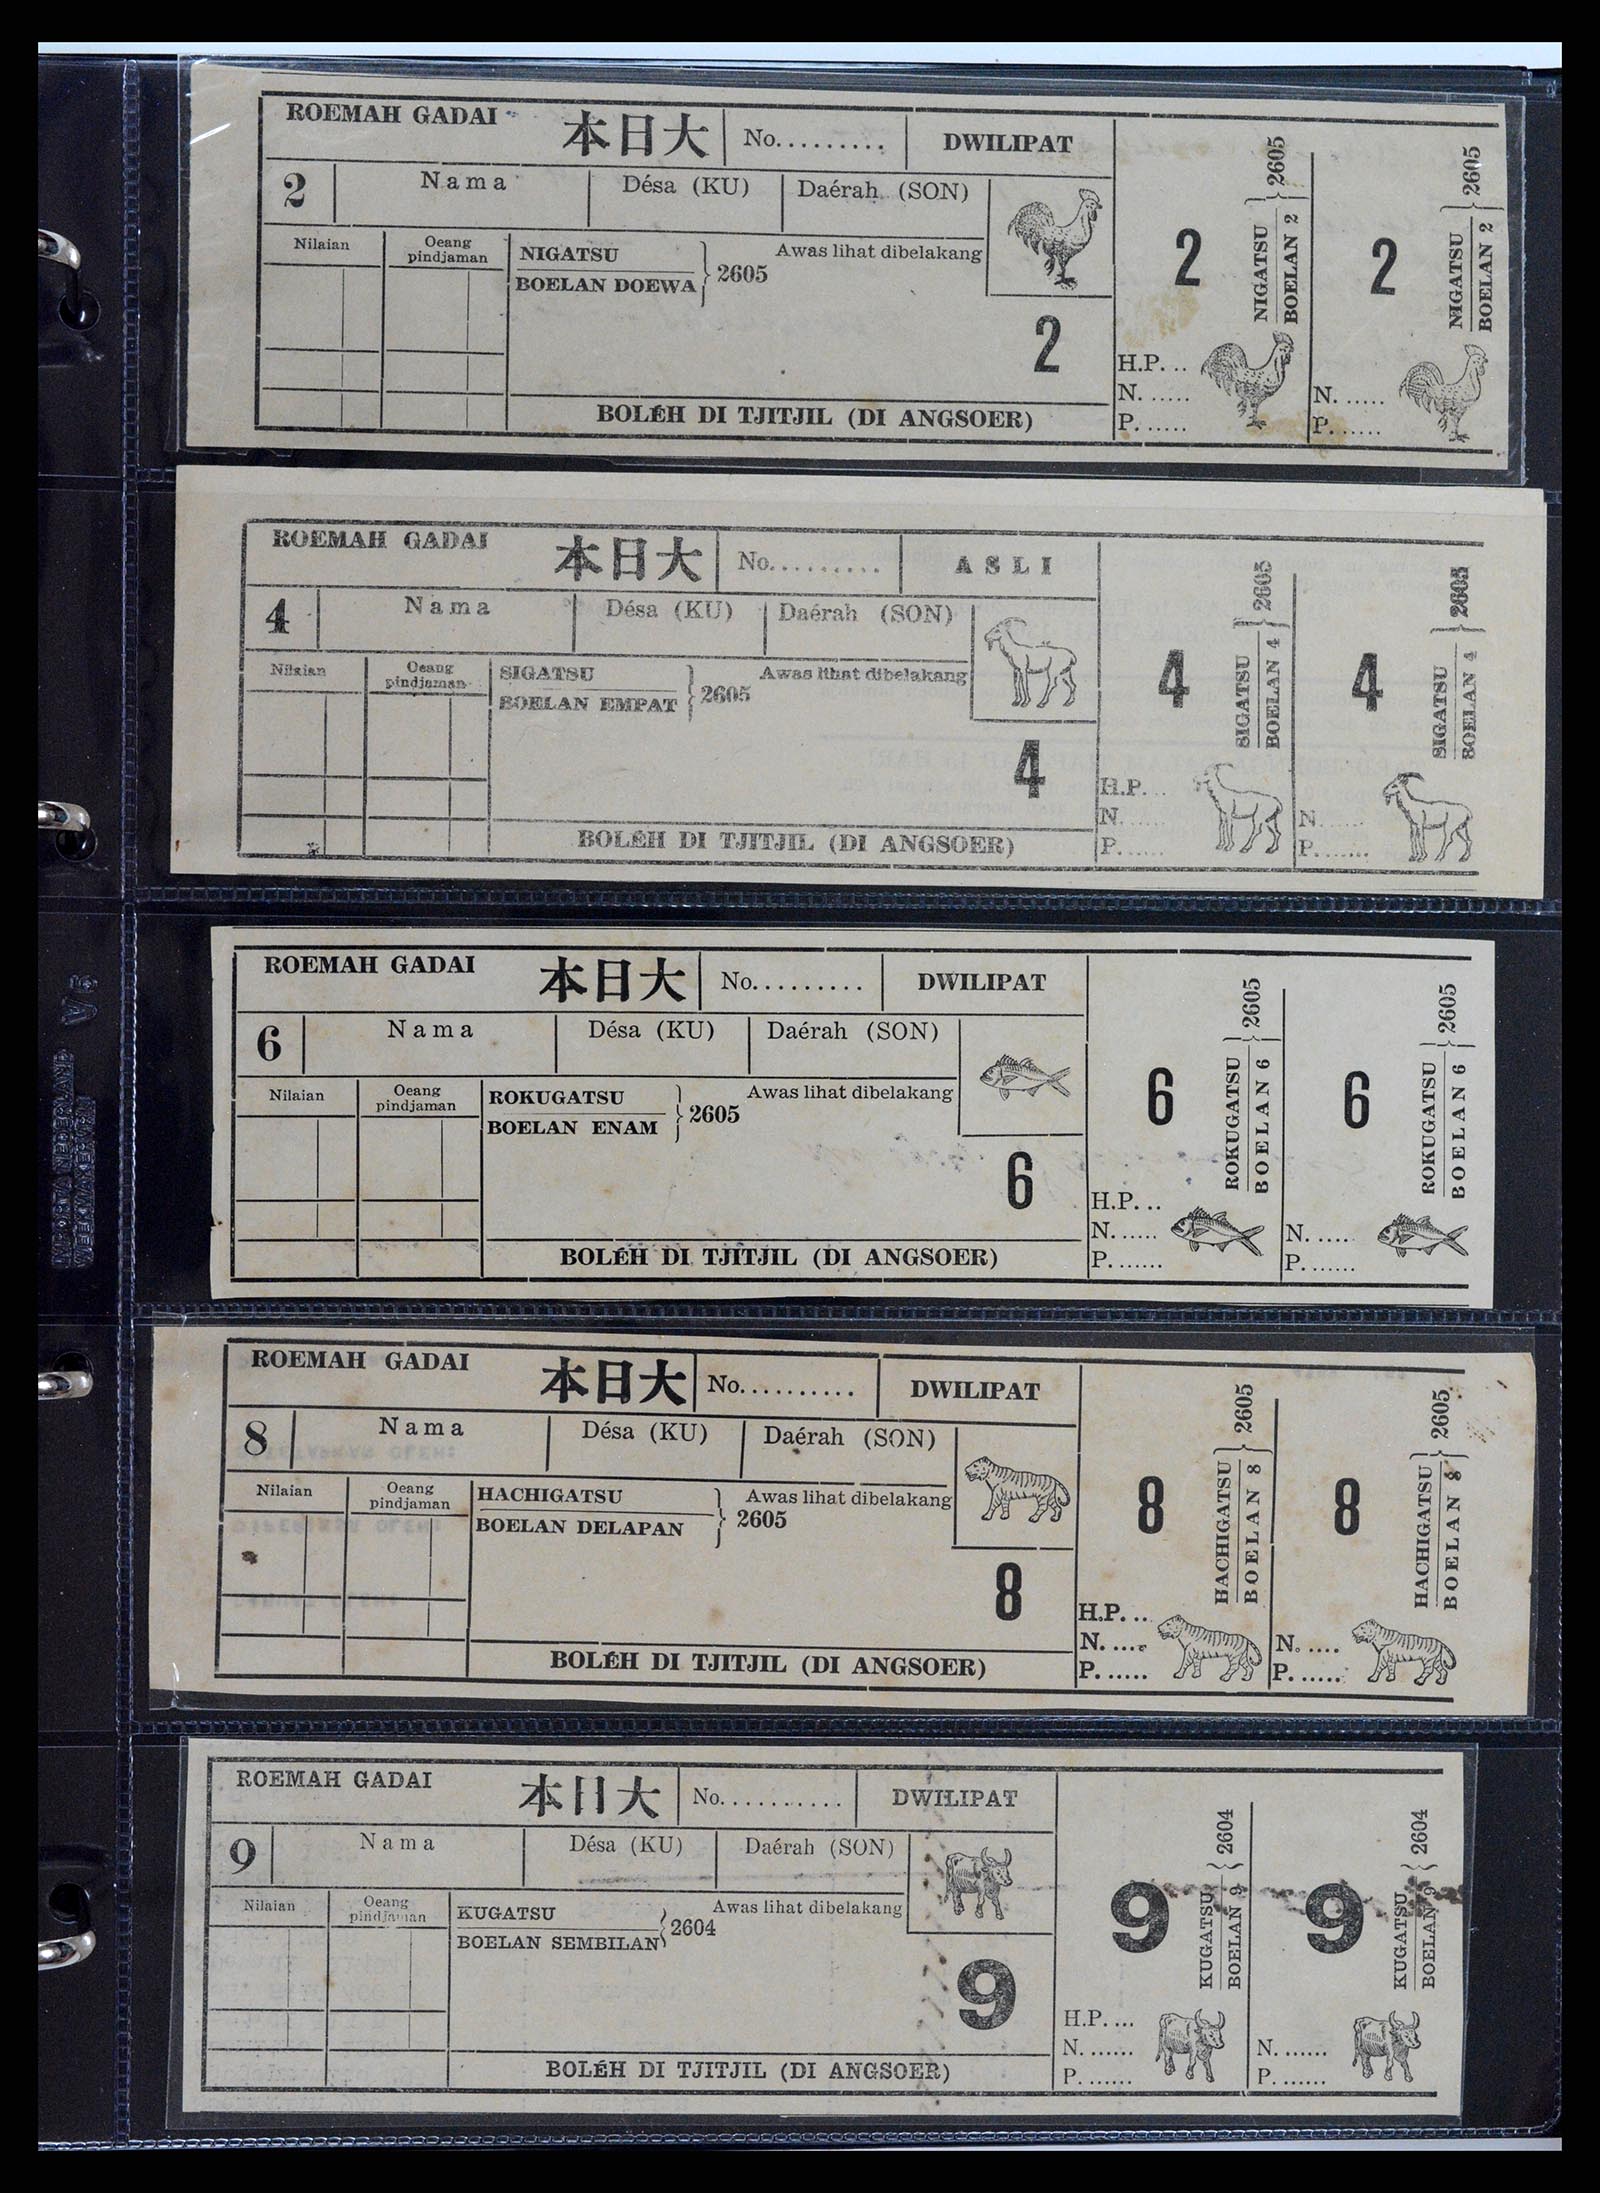 ROEMAH GADAI 本日大 No......... DWILIPAT
2 Nama Désa (KU) Daérah (SON)
Nilaian Oeang pindjaman NIGATSU BOELAN DOEWA } 2605 Awas lihat dibelakang
2
BOLÉH DI TJITJIL (DI ANGSOER)
2 NIGATSU BOELAN 2 } 2605
H.P. ..
N. ......
P. ......
2 NIGATSU BOELAN 2 } 2605
N. ......
P. ......
ROEMAH GADAI 本日大 No......... ASLI
4 Nama Désa (KU) Daérah (SON)
Nilaian Oeang pindjaman SIGATSU BOELAN EMPAT } 2605 Awas lihat dibelakang
4
BOLÉH DI TJITJIL (DI ANGSOER)
4 SIGATSU BOELAN 4 } 2605
H.P. ...
N. ......
P. ......
4 SIGATSU BOELAN 4 } 2605
N. ......
P. ......
ROEMAH GADAI 本日大 No......... DWILIPAT
6 Nama Désa (KU) Daérah (SON)
Nilaian Oeang pindjaman ROKUGATSU BOELAN ENAM } 2605 Awas lihat dibelakang
6
BOLÉH DI TJITJIL (DI ANGSOER)
6 ROKUGATSU BOELAN 6 } 2605
H.P. ...
N. .....
P. ......
6 ROKUGATSU BOELAN 6 } 2605
N. .....
P. ......
ROEMAH GADAI 本日大 No.......... DWILIPAT
8 Nama Désa (KU) Daérah (SON)
Nilaian Oeang pindjaman HACHIGATSU BOELAN DELAPAN } 2605 Awas lihat dibelakang
8
BOLÉH DI TJITJIL (DI ANGSOER)
8 HACHIGATSU BOELAN 8 } 2605
H.P. ...
N. ....
P. ......
8 HACHIGATSU BOELAN 8 } 2605
N. ....
P. ......
ROEMAH GADAI 本日大 No.......... DWILIPAT
9 Nama Désa (KU) Daérah (SON)
Nilaian Oeang pindjaman KUGATSU BOELAN SEMBILAN } 2604 Awas lihat dibelakang
9
BOLÉH DI TJITJIL (DI ANGSOER)
9 KUGATSU BOELAN 9 } 2604
H.P. ...
N. ......
P. ......
9 KUGATSU BOELAN 9 } 2604
N. ......
P. ......